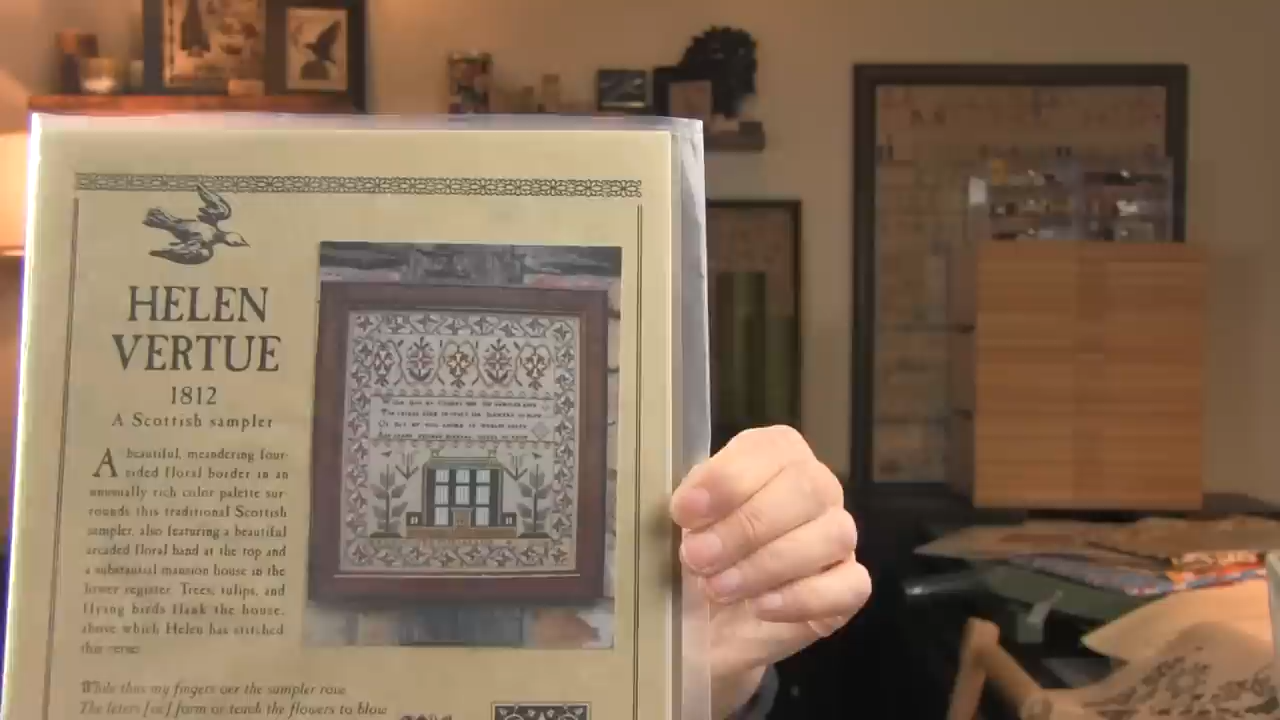 HELEN
VERTUE
1812
A Scottish sampler
A beautiful, meandering four-
sided floral border in an
unusually rich color palette sur-
rounds this traditional Scottish
sampler, also featuring a beautiful
arcaded floral band at the top and
a substantial mansion house in the
lower register. Trees, tulips, and
flying birds flank the house,
above which Helen has stitched
this verse:
While thus my fingers oer the sampler rove
The leters [sic] form or teach the flowers to blow